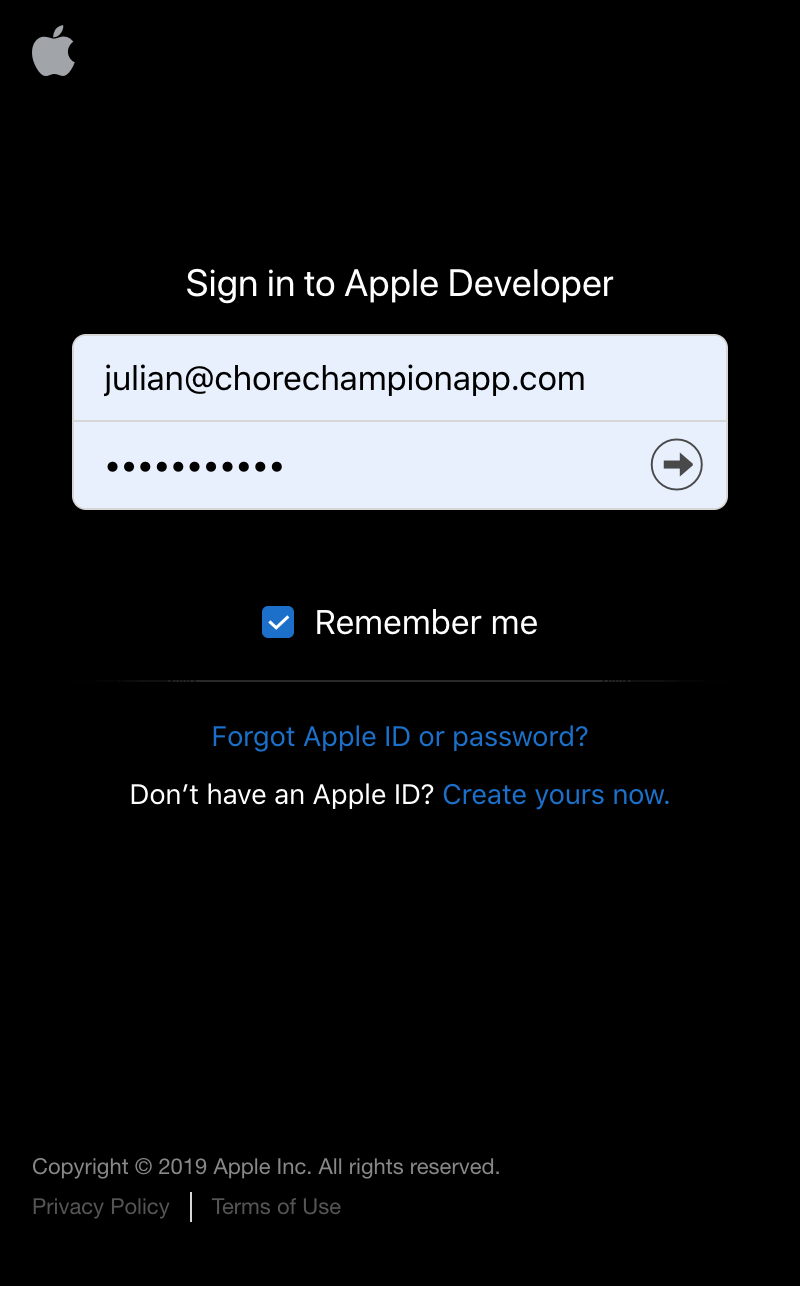 Sign in to Apple Developer
julian@chorechampionapp.com
•••••••••••
Remember me
Forgot Apple ID or password?
Don’t have an Apple ID? Create yours now.
Copyright © 2019 Apple Inc. All rights reserved.
Privacy Policy | Terms of Use